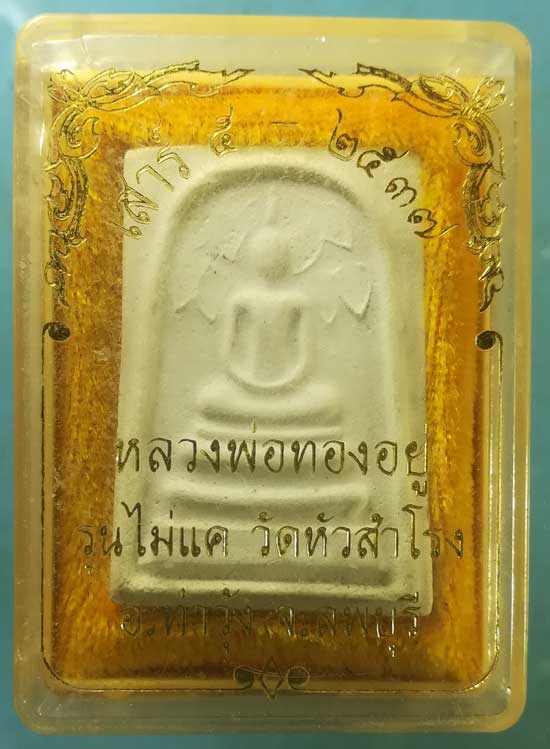 เสาร์ ๕ - ๒๕๓๗
หลวงพ่อทองอยู่
รุ่นไม่แค วัดหัวสำโรง
อ.ท่าวุ้ง จ.ลพบุรี